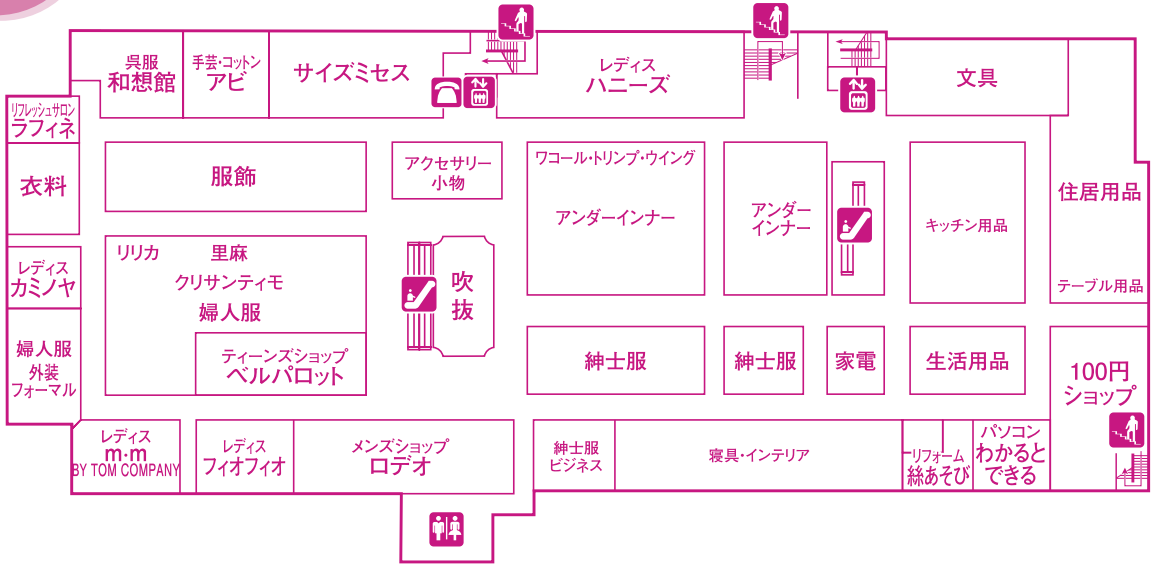 呉服
和想館
手芸・コットン
アビ
サイズミセス
レディス
ハニーズ
文具
リフレッシュサロン
ラフィネ
衣料
服飾
アクセサリー
小物
ワコール・トリンプ・ウイング
アンダーインナー
アンダー
インナー
キッチン用品
住居用品
テーブル用品
レディス
カミノヤ
リリカ
里麻
クリサンティモ
婦人服
ティーンズショップ
ベルパロット
吹
抜
婦人服
外装
フォーマル
紳士服
紳士服
家電
生活用品
100円
ショップ
レディス
m・m
BY TOM COMPANY
レディス
フィオフィオ
メンズショップ
ロデオ
紳士服
ビジネス
寝具・インテリア
リフォーム
絲あそび
パソコン
わかると
できる